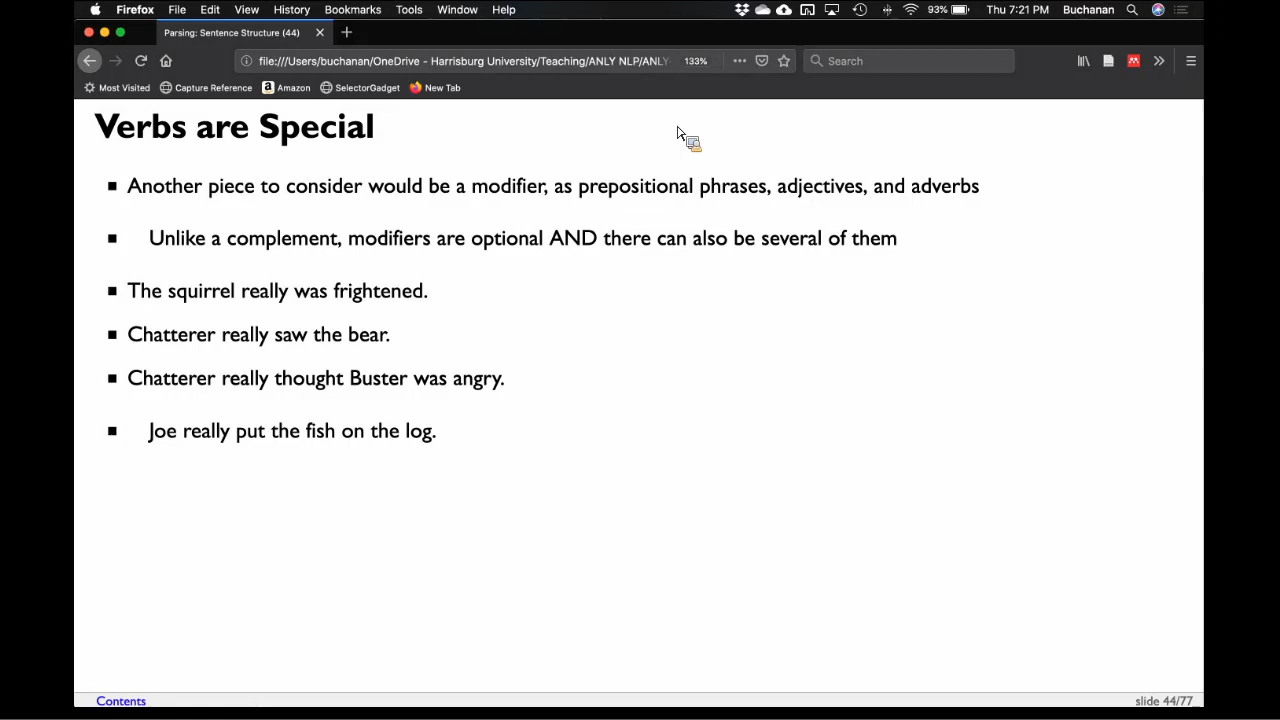 Firefox File Edit View History Bookmarks Tools Window Help 93% Thu 7:21 PM Buchanan
Parsing: Sentence Structure (44)
file:///Users/buchanan/OneDrive - Harrisburg University/Teaching/ANLY NLP/ANLY 133% Search
Most Visited Capture Reference Amazon SelectorGadget New Tab
Verbs are Special
Another piece to consider would be a modifier, as prepositional phrases, adjectives, and adverbs
Unlike a complement, modifiers are optional AND there can also be several of them
The squirrel really was frightened.
Chatterer really saw the bear.
Chatterer really thought Buster was angry.
Joe really put the fish on the log.
Contents slide 44/77